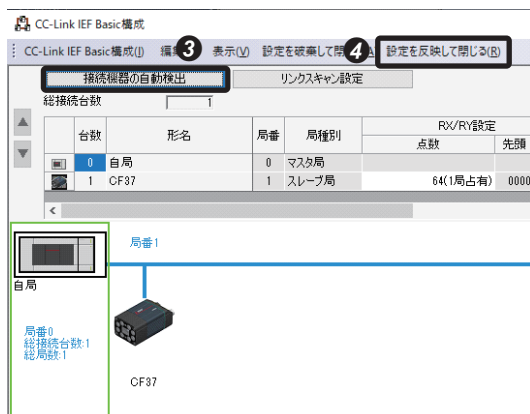 CC-Link IEF Basic構成
CC-Link IEF Basic構成(I) 編集 3 表示(V) 設定を破棄して閉 4 A) 設定を反映して閉じる(R)
接続機器の自動検出 リンクスキャン設定
総接続台数 1
台数 形名 局番 局種別 RX/RY設定
点数 先頭
0 自局 0 マスタ局
1 CF37 1 スレーブ局 64(1局占有) 0000
局番1
自局
局番0
総接続台数:1
総局数:1
CF37